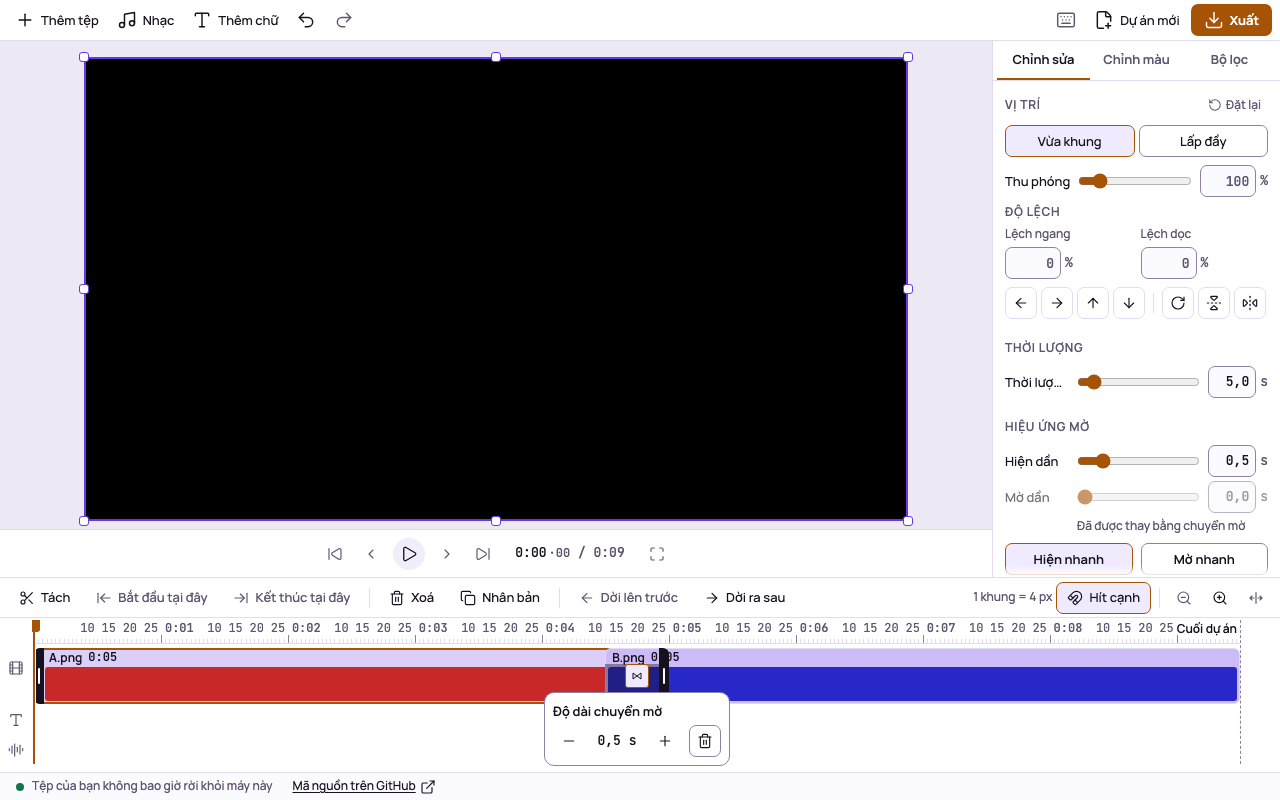 Thêm tệp Nhạc Thêm chữ Dự án mới Xuất
Chỉnh sửa Chỉnh màu Bộ lọc
VỊ TRÍ Đặt lại
Vừa khung Lấp đầy
Thu phóng 100 %
ĐỘ LỆCH
Lệch ngang Lệch dọc
0 % 0 %
THỜI LƯỢNG
Thời lượ... 5,0 s
HIỆU ỨNG MỜ
Hiện dần 0,5 s
Mờ dần 0,0 s
Đã được thay bằng chuyển mờ
Hiện nhanh Mờ nhanh
0:00·00 / 0:09
Tách Bắt đầu tại đây Kết thúc tại đây Xoá Nhân bản Dời lên trước Dời ra sau 1 khung = 4 px Hít cạnh
10 15 20 25 0:01 10 15 20 25 0:02 10 15 20 25 0:03 10 15 20 25 0:04 10 15 20 25 0:05 10 15 20 25 0:06 10 15 20 25 0:07 10 15 20 25 0:08 10 15 20 25 Cuối dự án
A.png 0:05 B.png 0:05
Độ dài chuyển mờ
0,5 s
Tệp của bạn không bao giờ rời khỏi máy này Mã nguồn trên GitHub